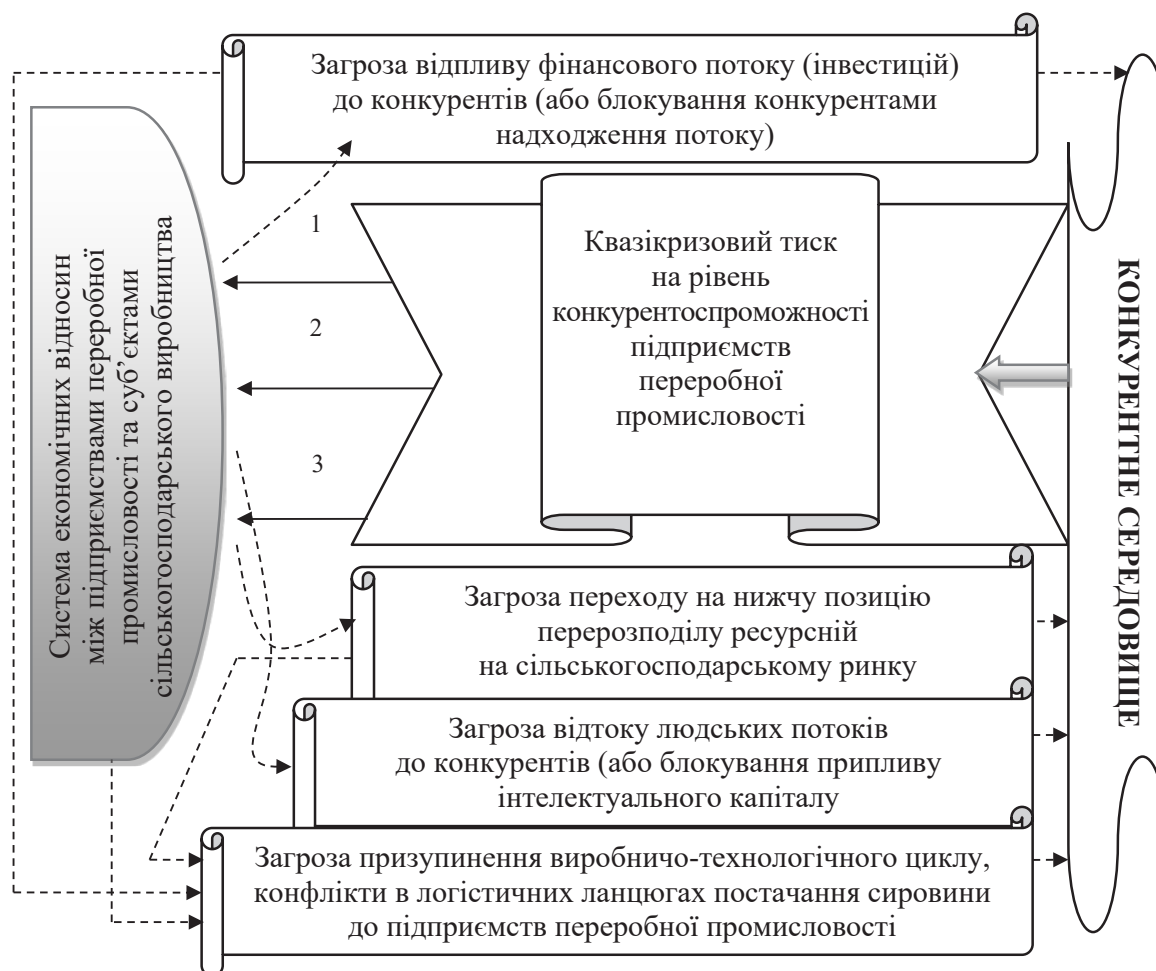 Загроза відпливу фінансового потоку (інвестицій)
до конкурентів (або блокування конкурентами
надходження потоку)
Система економічних відносин
між підприємствами переробної
промисловості та суб’єктами
сільського­сподарського виробництва
1
2
3
Квазікризовий тиск
на рівень
конкурентоспроможності
підприємств
переробної
промисловості
КОНКУРЕНТНЕ СЕРЕДОВИЩЕ
Загроза переходу на нижчу позицію
перерозподілу ресурсній
на сільськогосподарському ринку
Загроза відтоку людських потоків
до конкурентів (або блокування припливу
інтелектуального капіталу
Загроза призупинення виробничо-технологічного циклу,
конфлікти в логістичних ланцюгах постачання сировини
до підприємств переробної промисловості